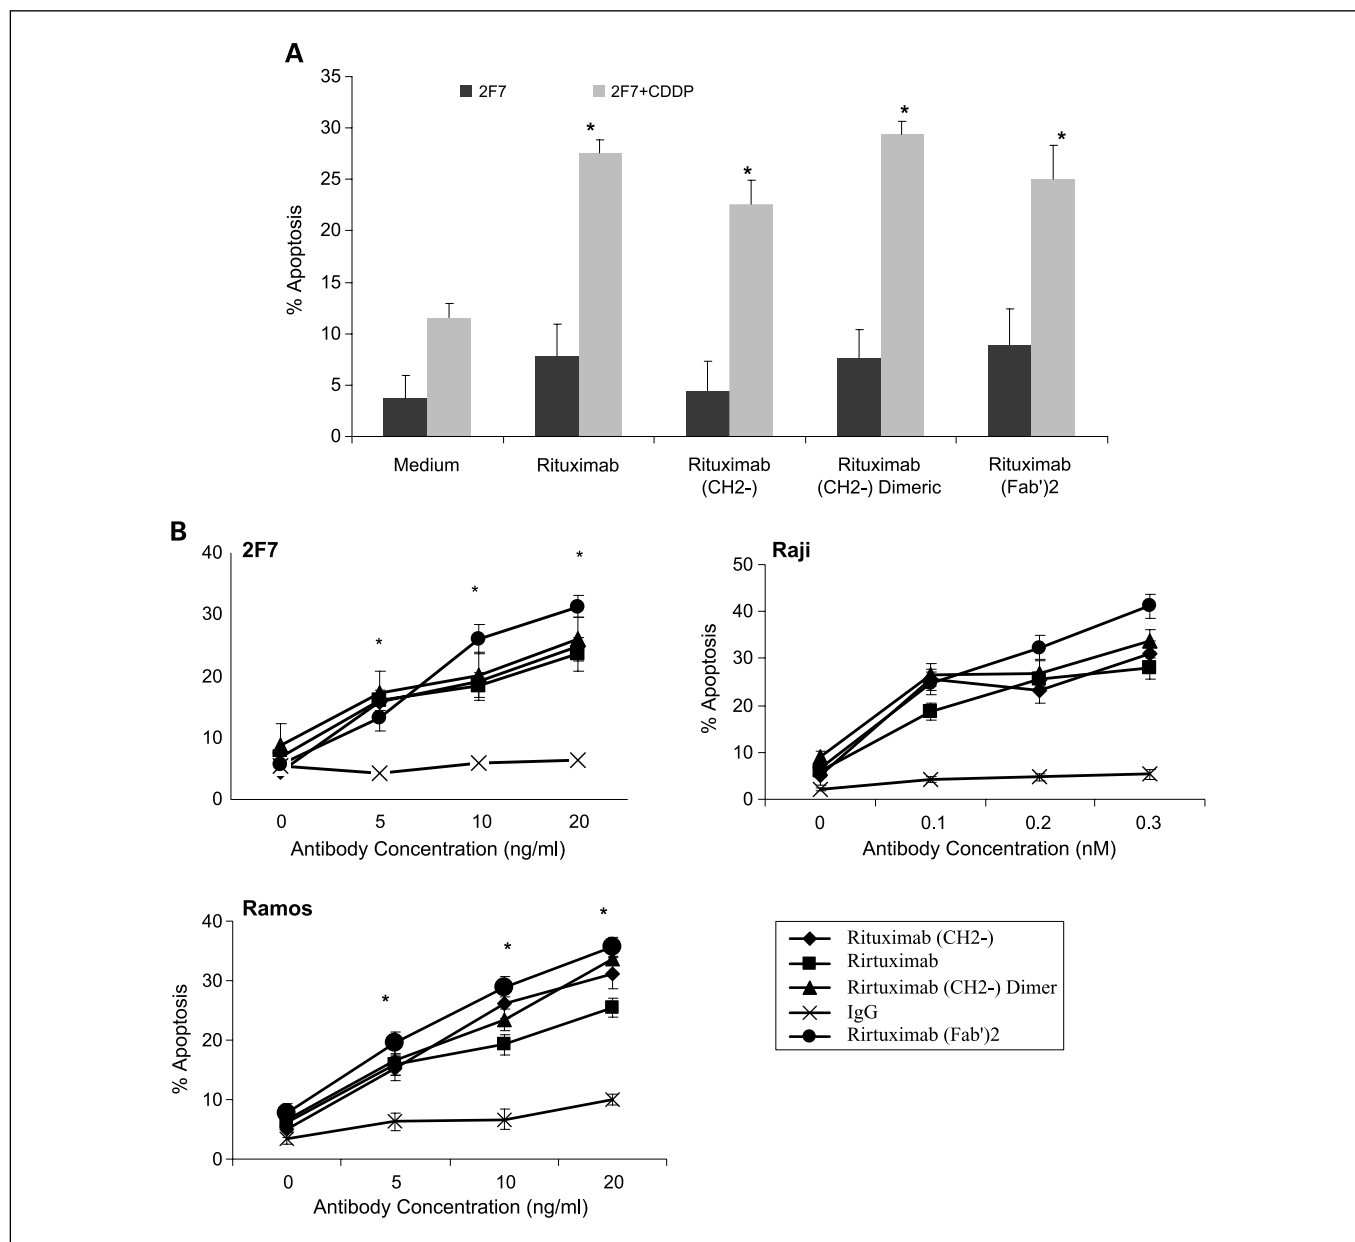 A
35
30
25
20
15
10
5
0
% Apoptosis
2F7
2F7+CDDP
*
*
*
*
Medium
Rituximab
Rituximab
(CH2-)
Rituximab
(CH2-) Dimeric
Rituximab
(Fab')2
B
2F7
40
30
20
10
0
*
*
*
0 5 10 20
Antibody Concentration (ng/ml)
Raji
50
40
30
20
10
0
% Apoptosis
0 0.1 0.2 0.3
Antibody Concentration (nM)
Ramos
40
30
20
10
0
% Apoptosis
*
*
*
0 5 10 20
Antibody Concentration (ng/ml)
Rituximab (CH2-)
Rirtuximab
Rirtuximab (CH2-) Dimer
IgG
Rirtuximab (Fab')2